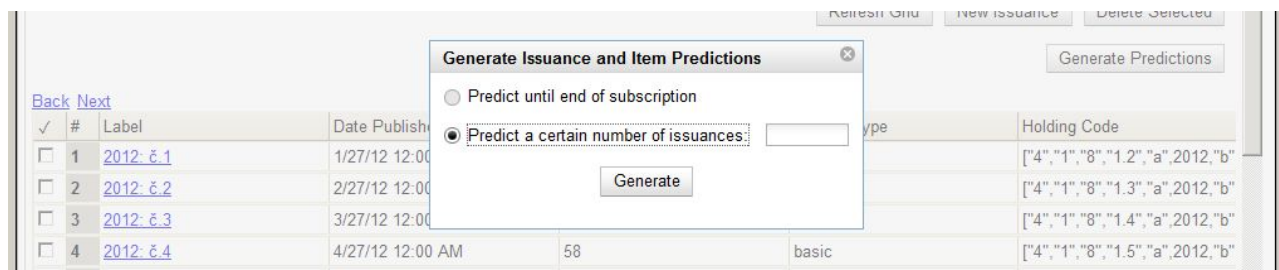 Refresh Grid New Issuance Delete Selected
Generate Issuance and Item Predictions
Generate Predictions
Predict until end of subscription
Back Next
✓ # Label Date Publish ype Holding Code
Predict a certain number of issuances:
1 2012: č.1 1/27/12 12:00 ["4","1","8","1.2","a",2012,"b"
Generate
2 2012: č.2 2/27/12 12:00 ["4","1","8","1.3","a",2012,"b"
3 2012: č.3 3/27/12 12:00 ["4","1","8","1.4","a",2012,"b"
4 2012: č.4 4/27/12 12:00 AM 58 basic ["4","1","8","1.5","a",2012,"b"